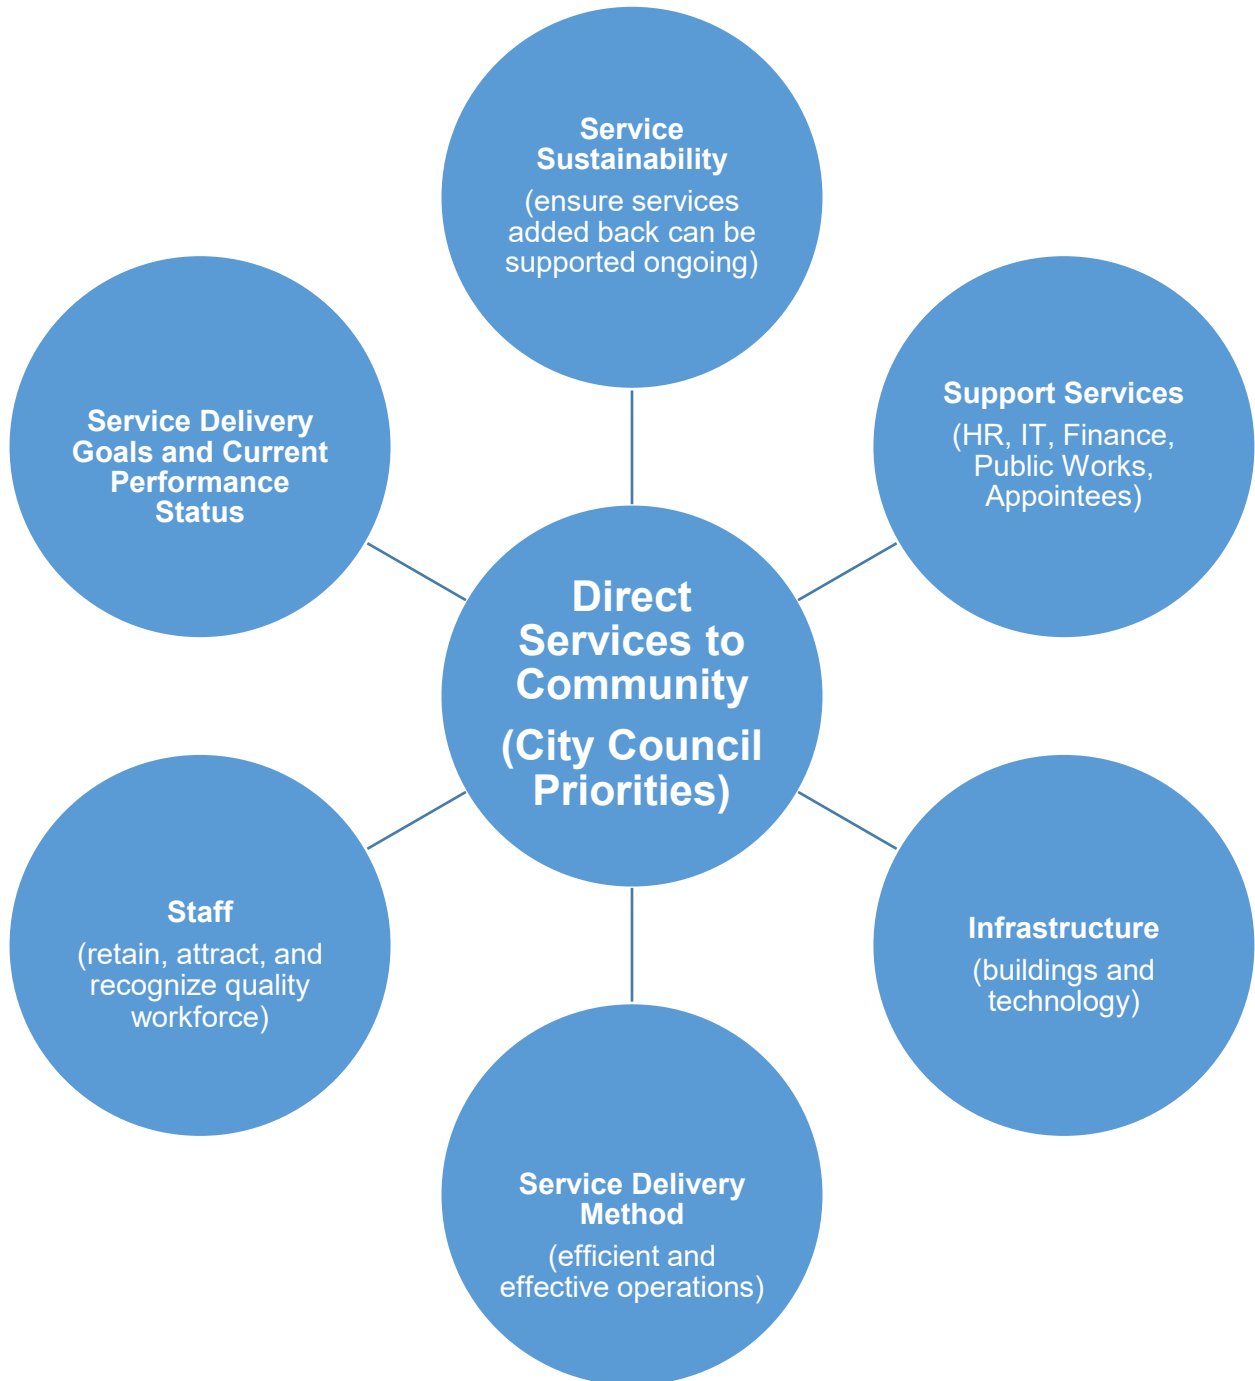 Service
Sustainability
(ensure services
added back can be
supported ongoing)
Support Services
(HR, IT, Finance,
Public Works,
Appointees)
Infrastructure
(buildings and
technology)
Service Delivery
Method
(efficient and
effective operations)
Staff
(retain, attract, and
recognize quality
workforce)
Service Delivery
Goals and Current
Performance
Status
Direct
Services to
Community
(City Council
Priorities)